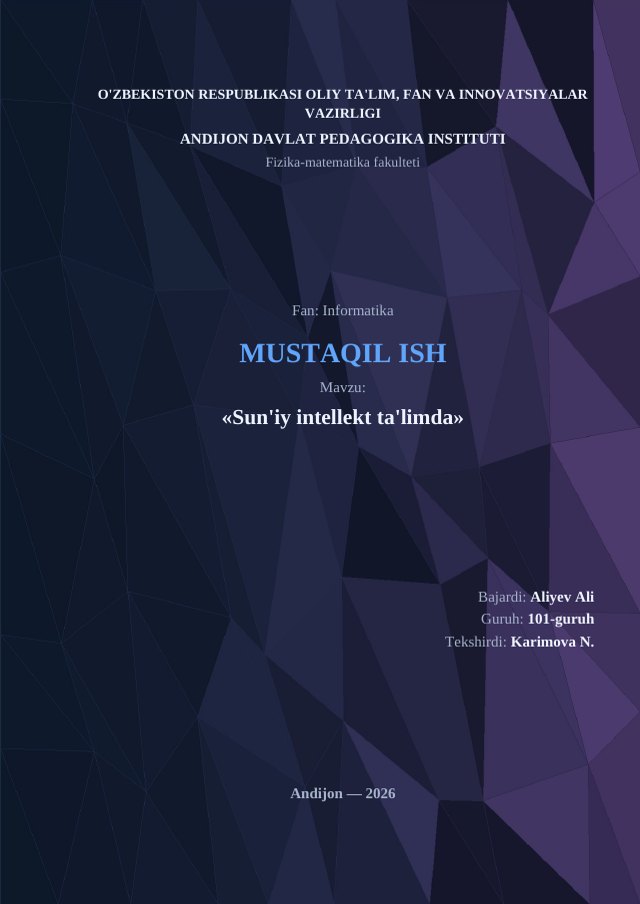 O'ZBEKISTON RESPUBLIKASI OLIY TA'LIM, FAN VA INNOVATSIYALAR
VAZIRLIGI
ANDIJON DAVLAT PEDAGOGIKA INSTITUTI
Fizika-matematika fakulteti
Fan: Informatika
MUSTAQIL ISH
Mavzu:
«Sun'iy intellekt ta'limda»
Bajardi: Aliyev Ali
Guruh: 101-guruh
Tekshirdi: Karimova N.
Andijon — 2026